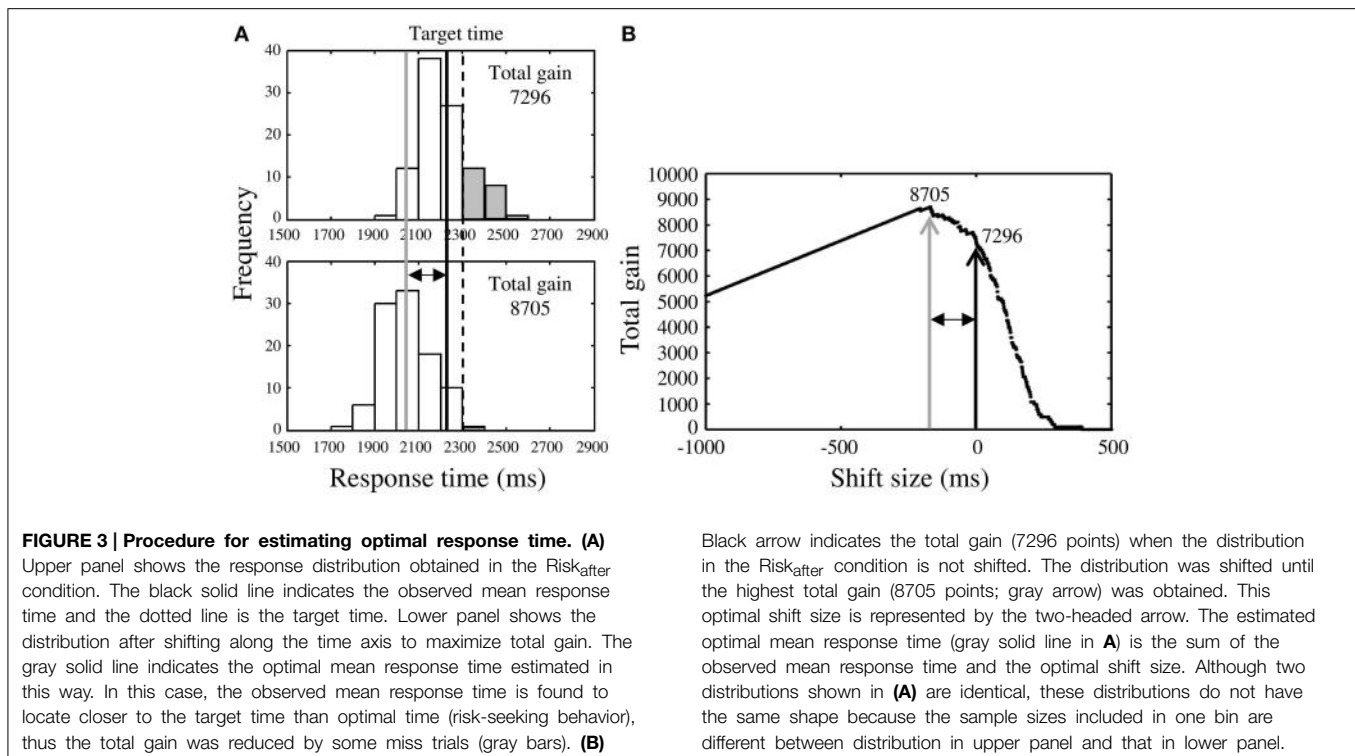 A
Target time
Total gain
7296
40
30
20
10
0
1500 1700 1900 2100 2300 2500 2700 2900
Frequency
Total gain
8705
40
30
20
10
0
1500 1700 1900 2100 2300 2500 2700 2900
Response time (ms)
B
10000
9000
8000
7000
6000
5000
4000
3000
2000
1000
0
Total gain
8705
7296
-1000 -500 0 500
Shift size (ms)
FIGURE 3 | Procedure for estimating optimal response time. (A)
Upper panel shows the response distribution obtained in the Riskafter
condition. The black solid line indicates the observed mean response
time and the dotted line is the target time. Lower panel shows the
distribution after shifting along the time axis to maximize total gain. The
gray solid line indicates the optimal mean response time estimated in
this way. In this case, the observed mean response time is found to
locate closer to the target time than optimal time (risk-seeking behavior),
thus the total gain was reduced by some miss trials (gray bars). (B)
Black arrow indicates the total gain (7296 points) when the distribution
in the Riskafter condition is not shifted. The distribution was shifted until
the highest total gain (8705 points; gray arrow) was obtained. This
optimal shift size is represented by the two-headed arrow. The estimated
optimal mean response time (gray solid line in A) is the sum of the
observed mean response time and the optimal shift size. Although two
distributions shown in (A) are identical, these distributions do not have
the same shape because the sample sizes included in one bin are
different between distribution in upper panel and that in lower panel.